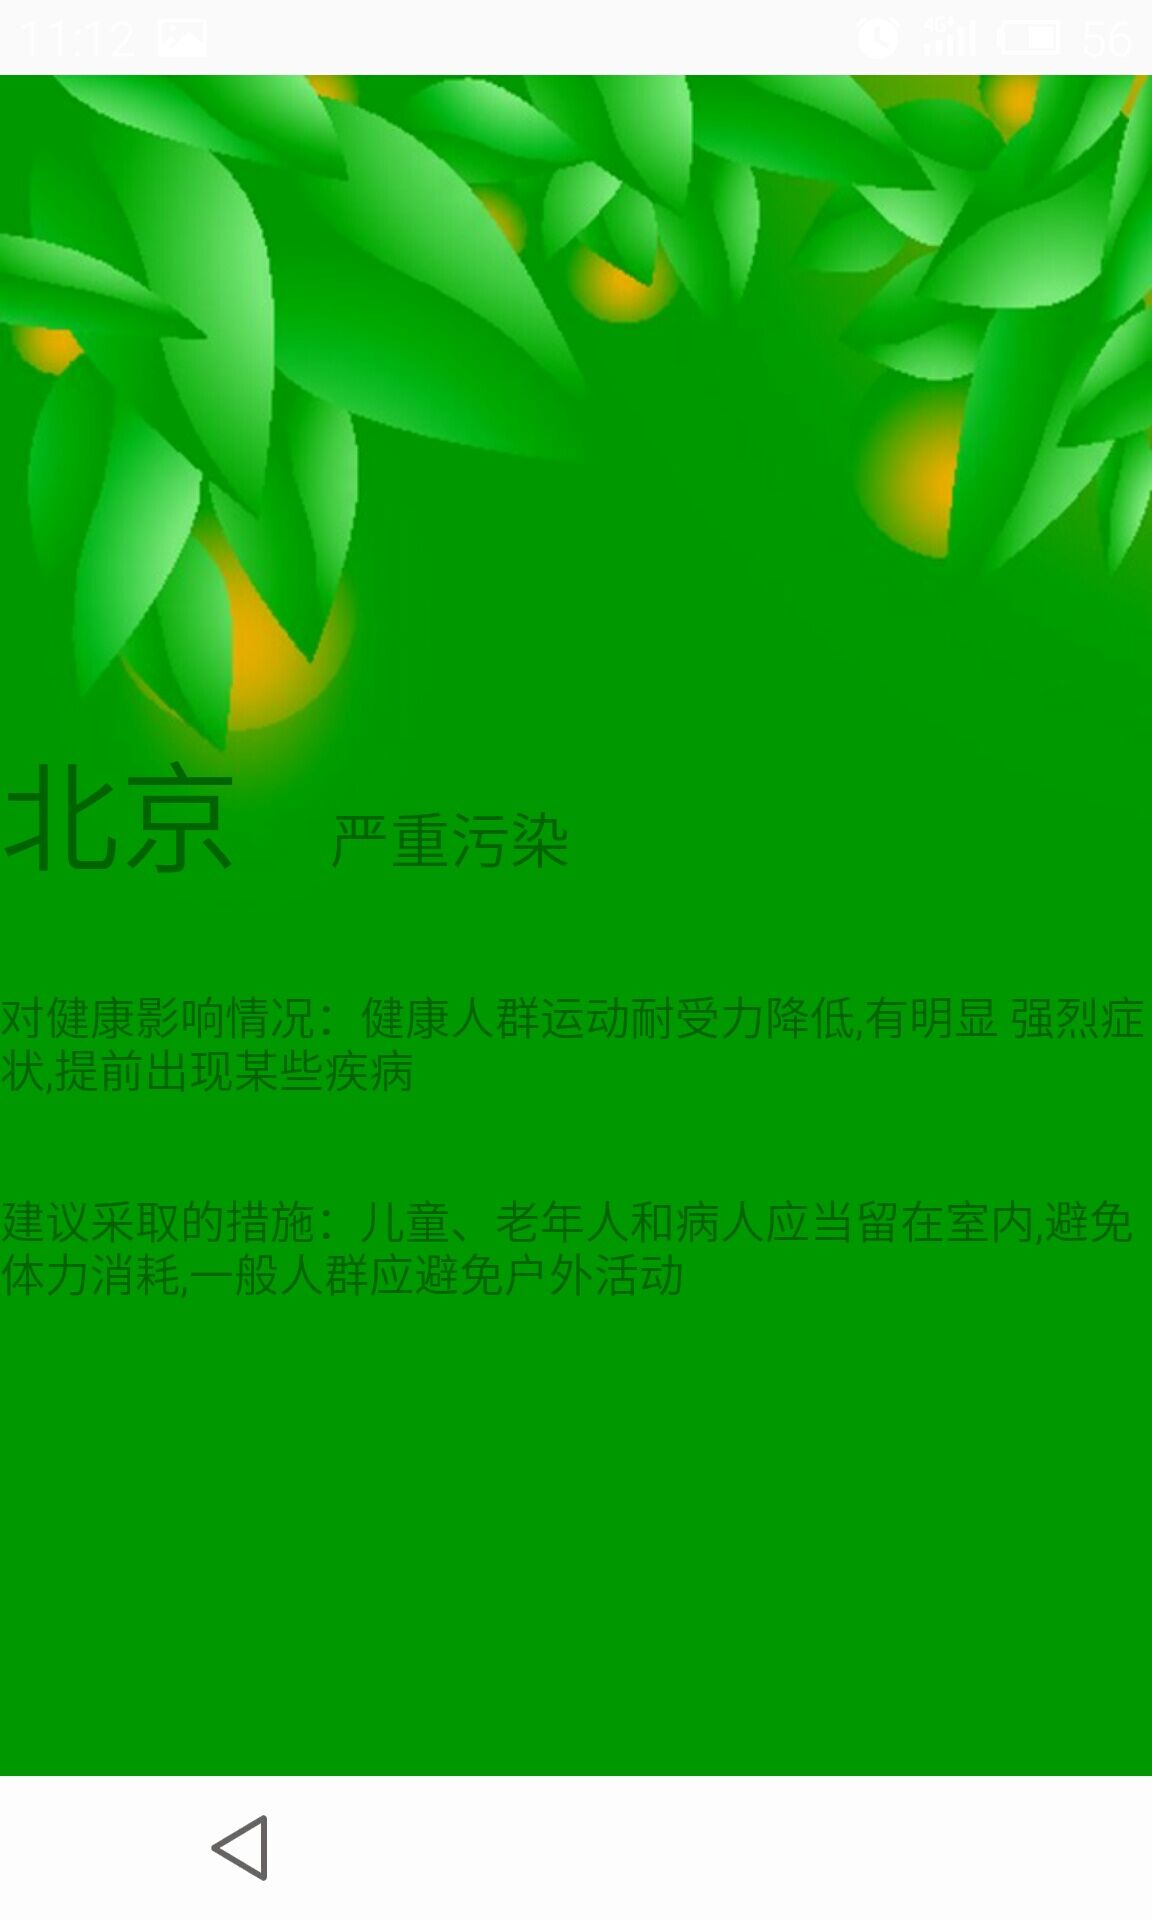 11:12 4G+ 56
北京 严重污染
对健康影响情况：健康人群运动耐受力降低,有明显 强烈症
状,提前出现某些疾病
建议采取的措施：儿童、老年人和病人应当留在室内,避免
体力消耗,一般人群应避免户外活动